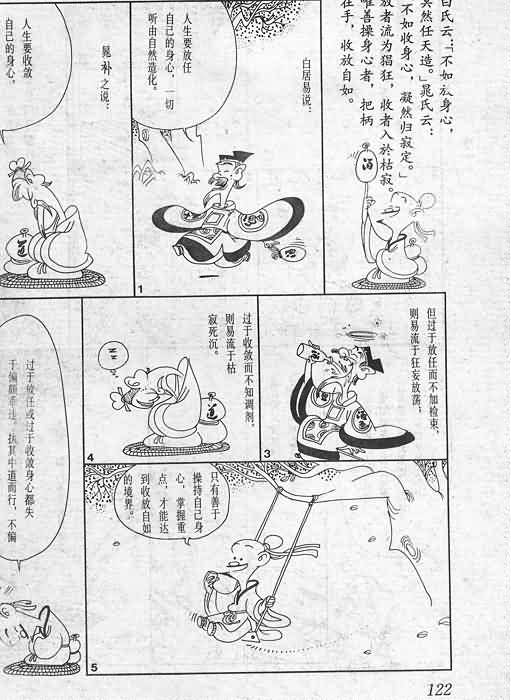 白氏云：“不如放身心，
冥然任天造。”晁氏云：
“不如收身心，凝然归寂定。”
放者流为猖狂，收者入於枯寂。
唯善操身心者，把柄
在手，收放自如。
酒
白居易说：
人生要放任
自己的身心，一切
听由自然造化。
1
晁补之说：
人生要收敛
自己的身心，
道
但过于放任而不加检束，
则易流于狂妄放荡，
酒
3
过于收敛而不知调剂，
则易流于枯
寂死沉。
zz
道
4
只有善于
操持自己身
心，掌握重
点，才能达
到收放自如
的境界。
5
过于放任或过于收敛身心都失
于偏颇乖违。执其中道而行，不偏
122